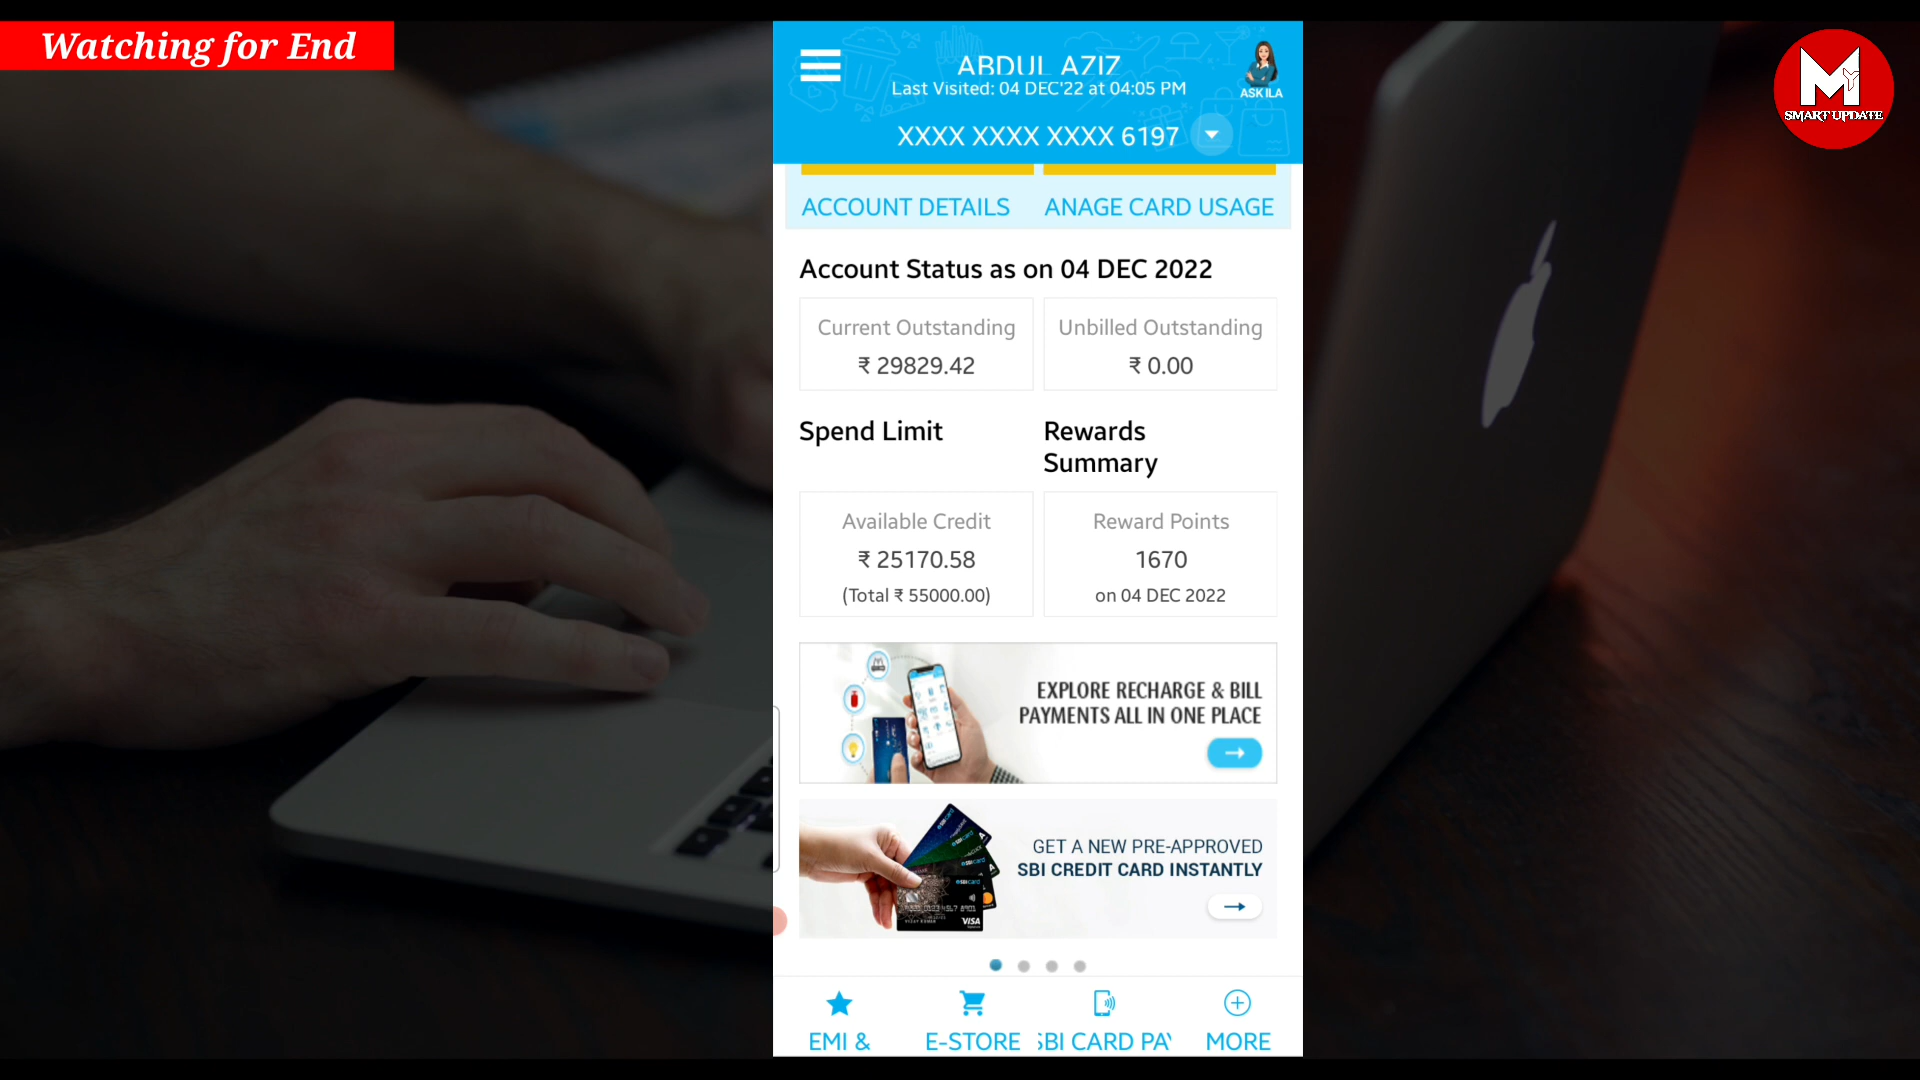 Watching for End
M
Y
SMART UPDATE
ABDUL AZIZ
Last Visited: 04 DEC'22 at 04:05 PM
ASK ILA
XXXX XXXX XXXX 6197
ACCOUNT DETAILS
ANAGE CARD USAGE
Account Status as on 04 DEC 2022
Current Outstanding
₹ 29829.42
Unbilled Outstanding
₹ 0.00
Spend Limit
Available Credit
₹ 25170.58
(Total ₹ 55000.00)
Rewards
Summary
Reward Points
1670
on 04 DEC 2022
EXPLORE RECHARGE & BILL
PAYMENTS ALL IN ONE PLACE
GET A NEW PRE-APPROVED
SBI CREDIT CARD INSTANTLY
VISA
EMI &
E-STORE
SBI CARD PAY
MORE